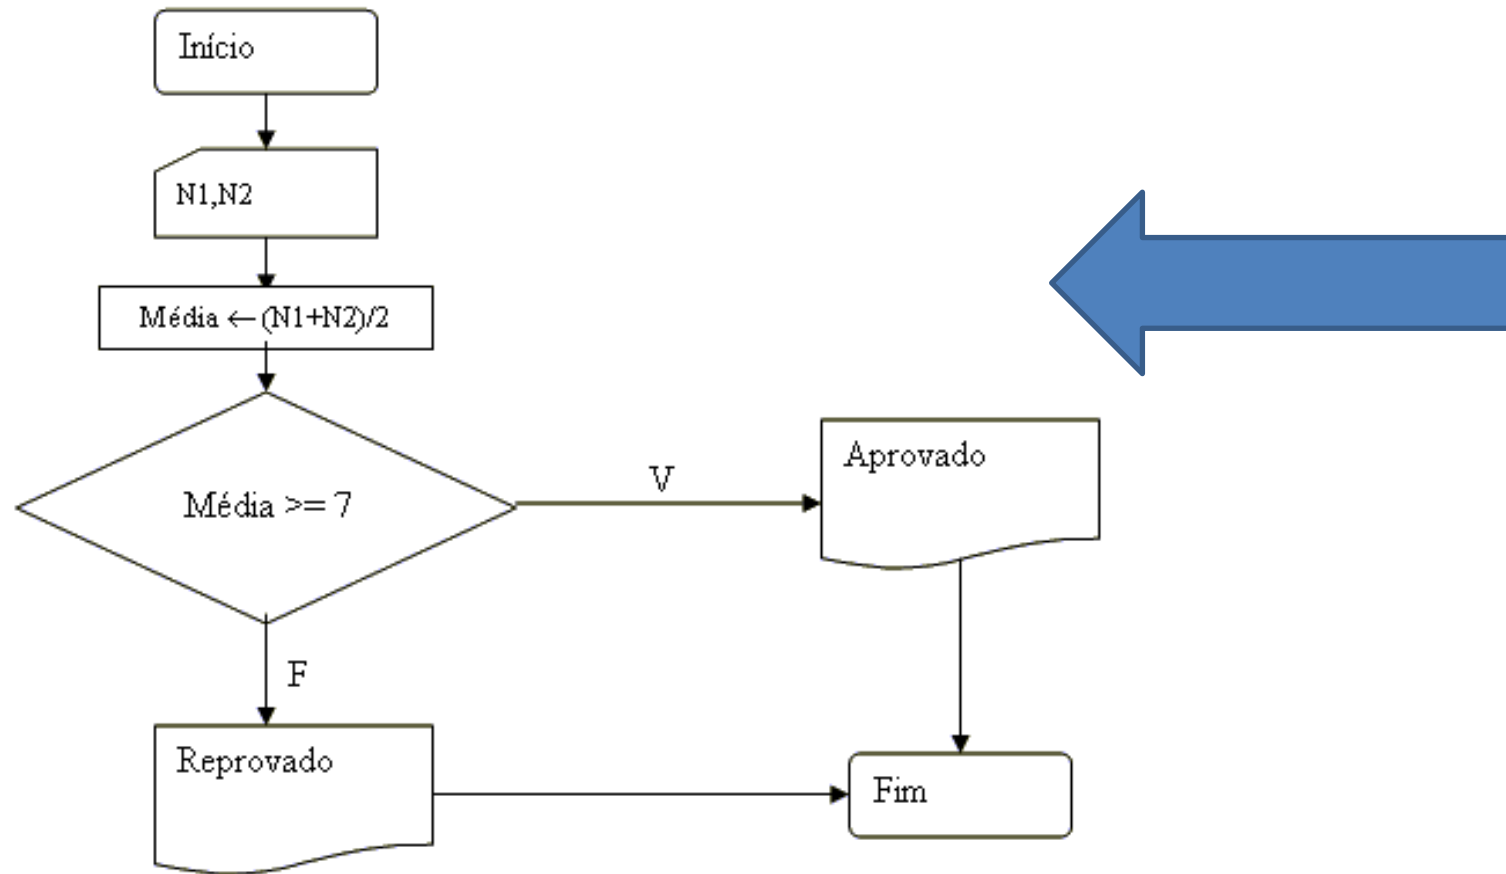 Início
N1,N2
Média ← (N1+N2)/2
Média >= 7
V
Aprovado
F
Reprovado
Fim